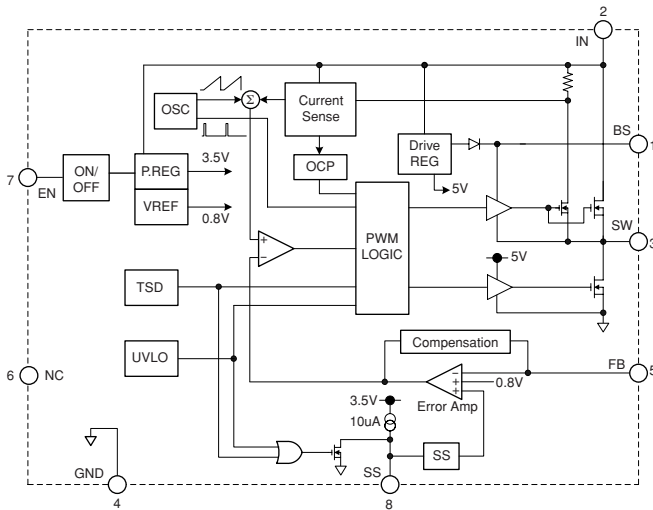 2
IN
OSC
Σ
Current
Sense
BS
1
ON/
OFF
P.REG
3.5V
OCP
Drive
REG
5V
7
EN
VREF
0.8V
PWM
LOGIC
SW
3
+
−
5V
TSD
UVLO
Compensation
FB
5
6
NC
−
+
+
0.8V
Error Amp
3.5V
10uA
SS
GND
4
SS
8